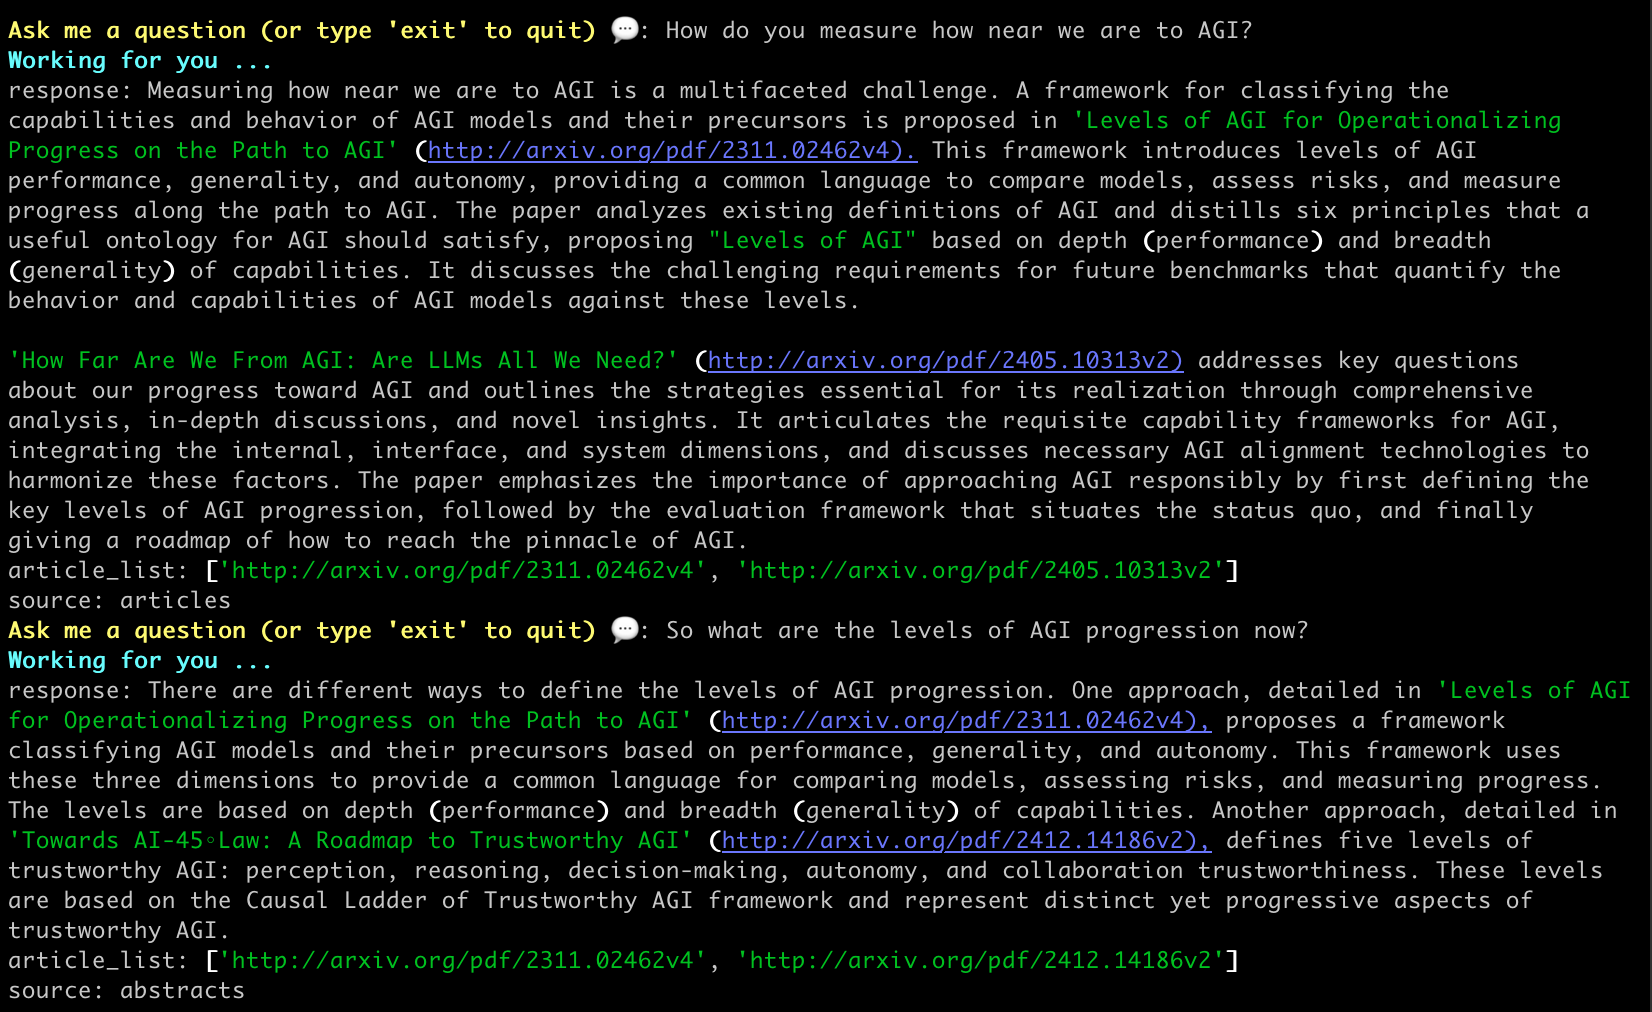 Ask me a question (or type 'exit' to quit) 💬: How do you measure how near we are to AGI?
Working for you ...
response: Measuring how near we are to AGI is a multifaceted challenge. A framework for classifying the
capabilities and behavior of AGI models and their precursors is proposed in 'Levels of AGI for Operationalizing
Progress on the Path to AGI' (http://arxiv.org/pdf/2311.02462v4). This framework introduces levels of AGI
performance, generality, and autonomy, providing a common language to compare models, assess risks, and measure
progress along the path to AGI. The paper analyzes existing definitions of AGI and distills six principles that a
useful ontology for AGI should satisfy, proposing "Levels of AGI" based on depth (performance) and breadth
(generality) of capabilities. It discusses the challenging requirements for future benchmarks that quantify the
behavior and capabilities of AGI models against these levels.

'How Far Are We From AGI: Are LLMs All We Need?' (http://arxiv.org/pdf/2405.10313v2) addresses key questions
about our progress toward AGI and outlines the strategies essential for its realization through comprehensive
analysis, in-depth discussions, and novel insights. It articulates the requisite capability frameworks for AGI,
integrating the internal, interface, and system dimensions, and discusses necessary AGI alignment technologies to
harmonize these factors. The paper emphasizes the importance of approaching AGI responsibly by first defining the
key levels of AGI progression, followed by the evaluation framework that situates the status quo, and finally
giving a roadmap of how to reach the pinnacle of AGI.
article_list: ['http://arxiv.org/pdf/2311.02462v4', 'http://arxiv.org/pdf/2405.10313v2']
source: articles
Ask me a question (or type 'exit' to quit) 💬: So what are the levels of AGI progression now?
Working for you ...
response: There are different ways to define the levels of AGI progression. One approach, detailed in 'Levels of AGI
for Operationalizing Progress on the Path to AGI' (http://arxiv.org/pdf/2311.02462v4), proposes a framework
classifying AGI models and their precursors based on performance, generality, and autonomy. This framework uses
these three dimensions to provide a common language for comparing models, assessing risks, and measuring progress.
The levels are based on depth (performance) and breadth (generality) of capabilities. Another approach, detailed in
'Towards AI-45◦Law: A Roadmap to Trustworthy AGI' (http://arxiv.org/pdf/2412.14186v2), defines five levels of
trustworthy AGI: perception, reasoning, decision-making, autonomy, and collaboration trustworthiness. These levels
are based on the Causal Ladder of Trustworthy AGI framework and represent distinct yet progressive aspects of
trustworthy AGI.
article_list: ['http://arxiv.org/pdf/2311.02462v4', 'http://arxiv.org/pdf/2412.14186v2']
source: abstracts